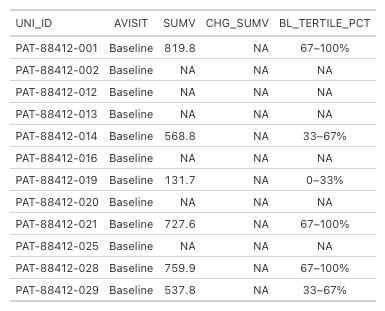 UNI_ID AVISIT SUMV CHG_SUMV BL_TERTILE_PCT
PAT-88412-001 Baseline 819.8 NA 67–100%
PAT-88412-002 Baseline NA NA NA
PAT-88412-012 Baseline NA NA NA
PAT-88412-013 Baseline NA NA NA
PAT-88412-014 Baseline 568.8 NA 33–67%
PAT-88412-016 Baseline NA NA NA
PAT-88412-019 Baseline 131.7 NA 0–33%
PAT-88412-020 Baseline NA NA NA
PAT-88412-021 Baseline 727.6 NA 67–100%
PAT-88412-025 Baseline NA NA NA
PAT-88412-028 Baseline 759.9 NA 67–100%
PAT-88412-029 Baseline 537.8 NA 33–67%